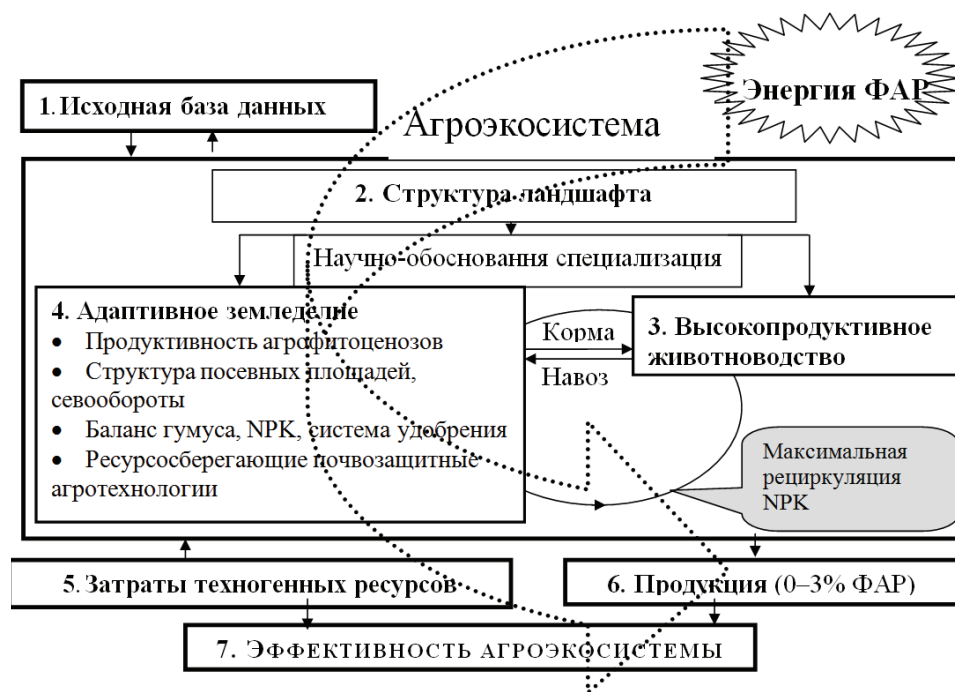 Энергия ФАР
1. Исходная база данных
Агроэкосистема
2. Структура ландшафта
Научно-обоснования специализация
4. Адаптивное земледелие
• Продуктивность агрофитоценозов
• Структура посевных площадей,
севообороты
• Баланс гумуса, NPK, система удобрения
• Ресурсосберегающие почвозащитные
агротехнологии
Корма
Навоз
3. Высокопродуктивное
животноводство
Максимальная
рециркуляция
NPK
5. Затраты техногенных ресурсов
6. Продукция (0–3% ФАР)
7. ЭФФЕКТИВНОСТЬ АГРОЭКОСИСТЕМЫ